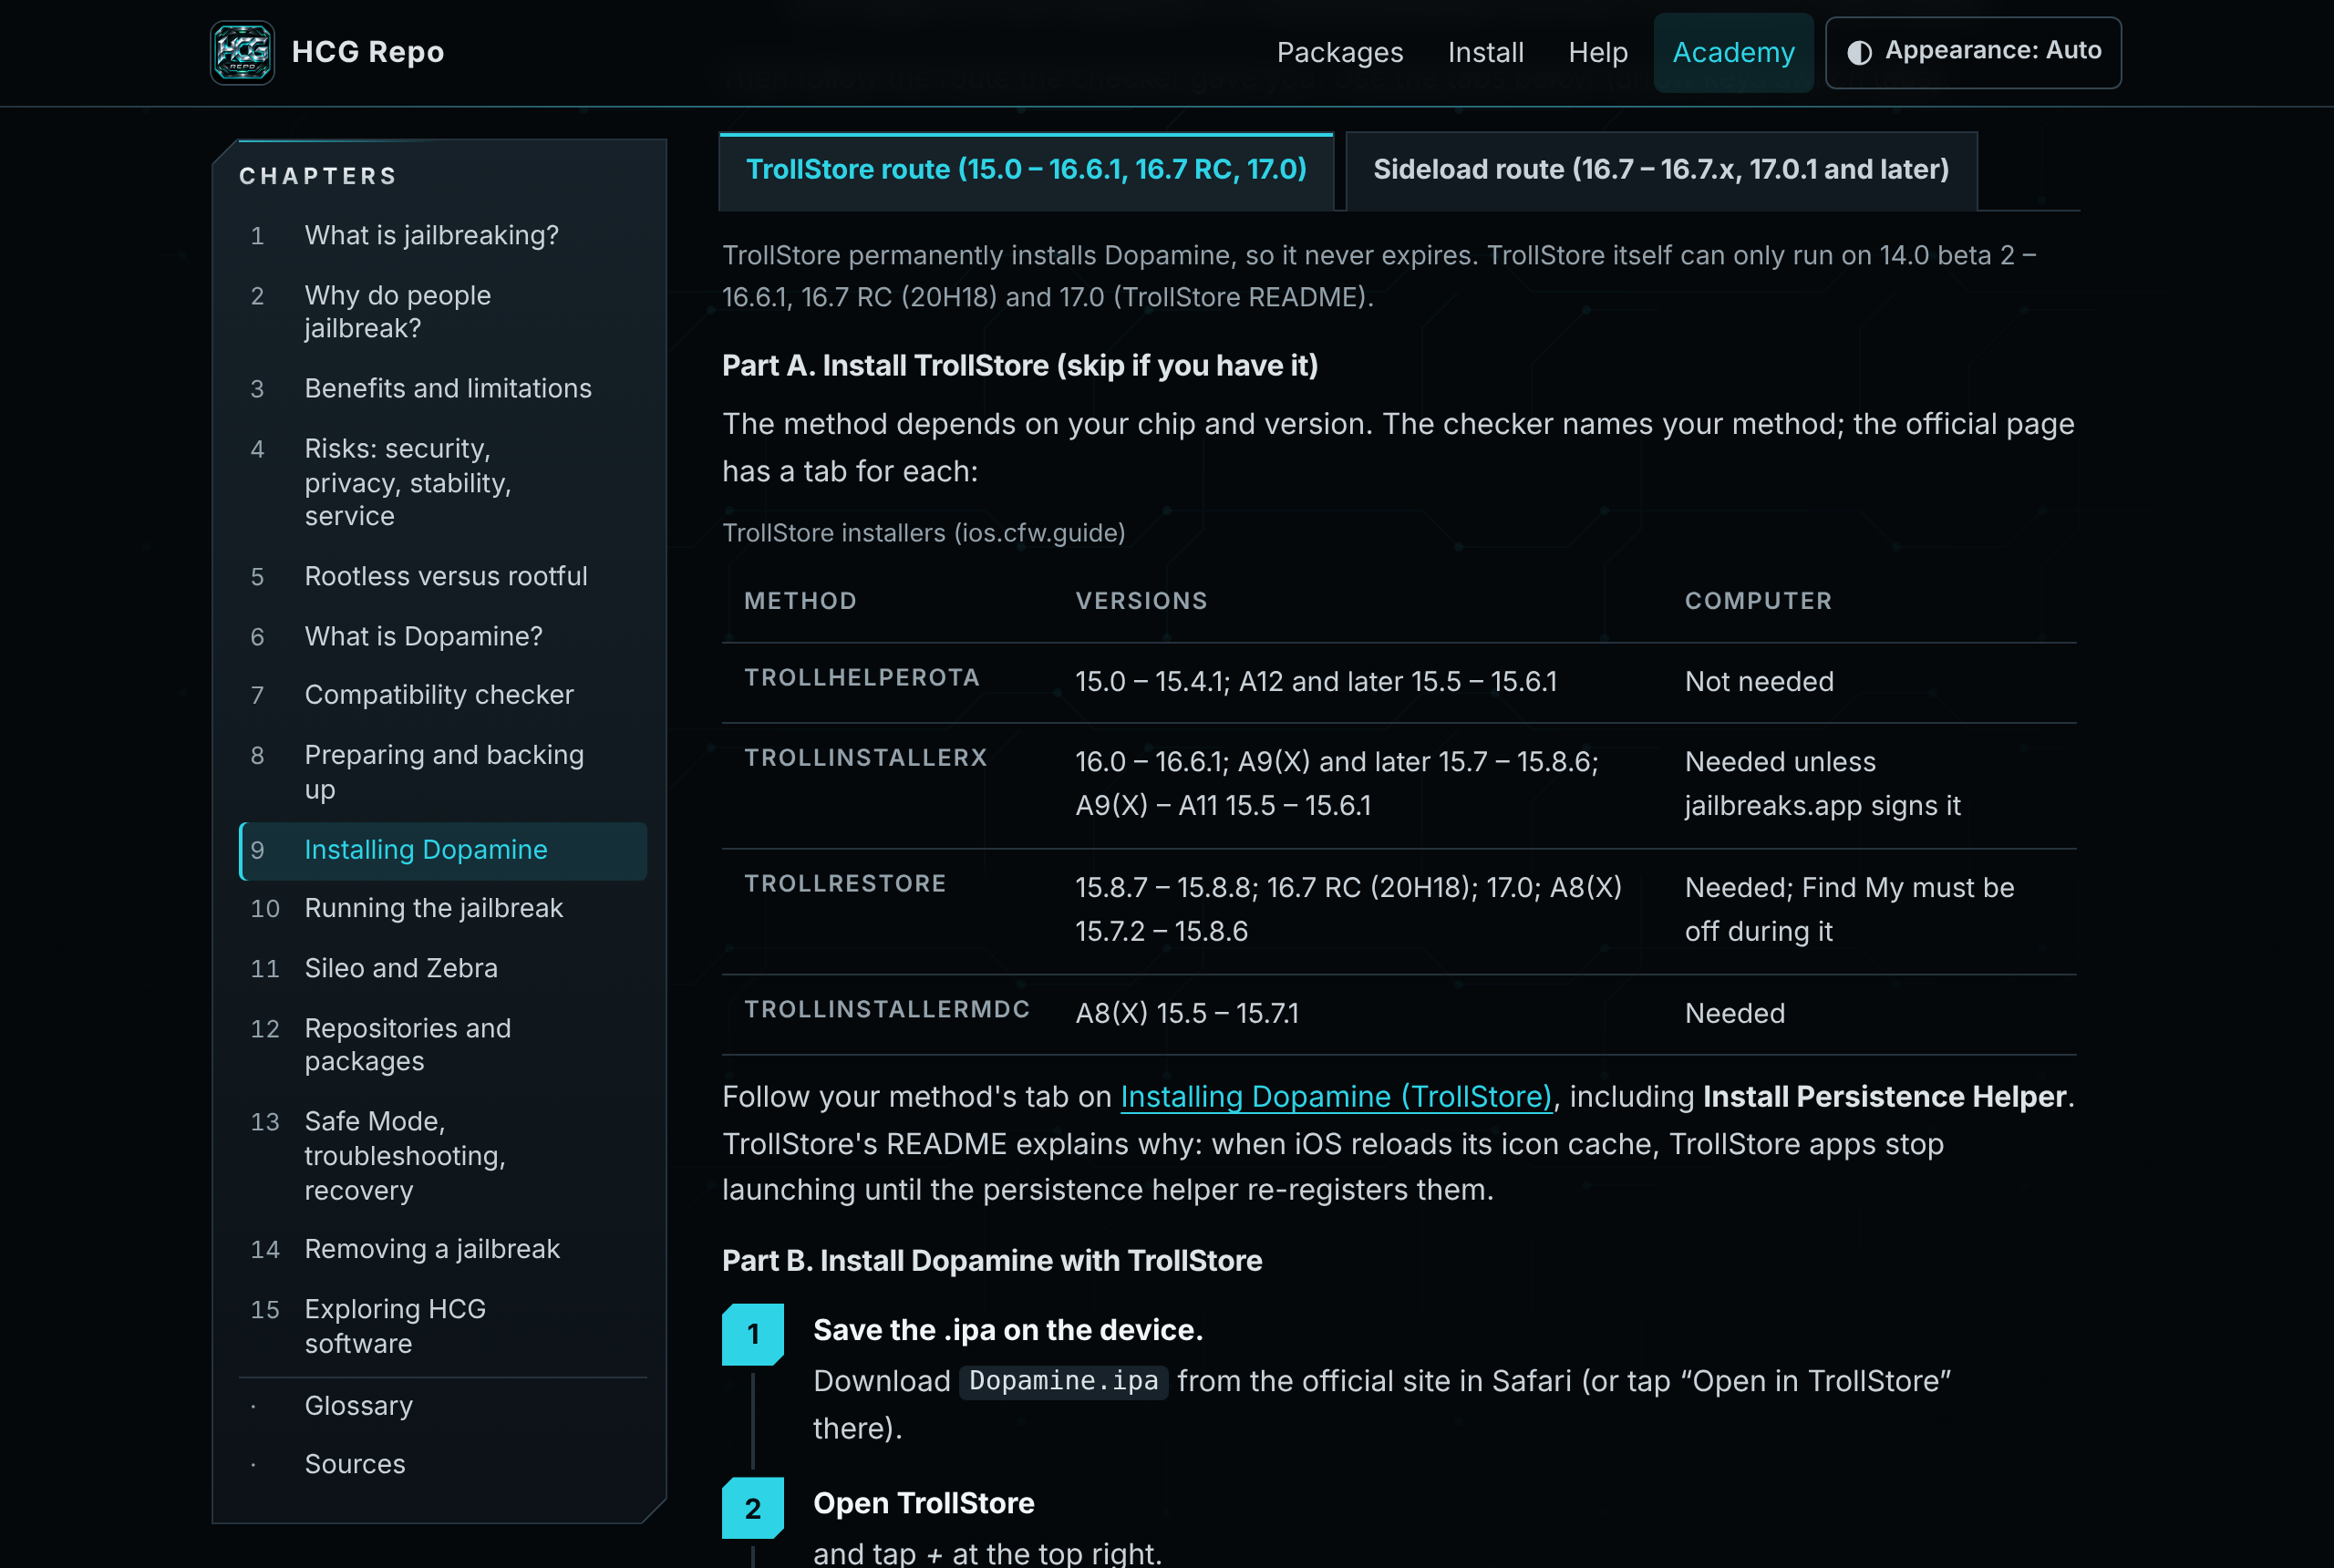 HCG Repo
Packages
Install
Help
Academy
Appearance: Auto
CHAPTERS
1 What is jailbreaking?
2 Why do people
jailbreak?
3 Benefits and limitations
4 Risks: security,
privacy, stability,
service
5 Rootless versus rootful
6 What is Dopamine?
7 Compatibility checker
8 Preparing and backing
up
9 Installing Dopamine
10 Running the jailbreak
11 Sileo and Zebra
12 Repositories and
packages
13 Safe Mode,
troubleshooting,
recovery
14 Removing a jailbreak
15 Exploring HCG
software
· Glossary
· Sources
TrollStore route (15.0 – 16.6.1, 16.7 RC, 17.0)
Sideload route (16.7 – 16.7.x, 17.0.1 and later)
TrollStore permanently installs Dopamine, so it never expires. TrollStore itself can only run on 14.0 beta 2 –
16.6.1, 16.7 RC (20H18) and 17.0 (TrollStore README).
Part A. Install TrollStore (skip if you have it)
The method depends on your chip and version. The checker names your method; the official page
has a tab for each:
TrollStore installers (ios.cfw.guide)
METHOD VERSIONS COMPUTER
TROLLHELPEROTA 15.0 – 15.4.1; A12 and later 15.5 – 15.6.1 Not needed
TROLLINSTALLERX 16.0 – 16.6.1; A9(X) and later 15.7 – 15.8.6; Needed unless
A9(X) – A11 15.5 – 15.6.1 jailbreaks.app signs it
TROLLRESTORE 15.8.7 – 15.8.8; 16.7 RC (20H18); 17.0; A8(X) Needed; Find My must be
15.7.2 – 15.8.6 off during it
TROLLINSTALLERMDC A8(X) 15.5 – 15.7.1 Needed
Follow your method's tab on Installing Dopamine (TrollStore), including Install Persistence Helper.
TrollStore's README explains why: when iOS reloads its icon cache, TrollStore apps stop
launching until the persistence helper re-registers them.
Part B. Install Dopamine with TrollStore
1 Save the .ipa on the device.
Download Dopamine.ipa from the official site in Safari (or tap “Open in TrollStore”
there).
2 Open TrollStore
and tap + at the top right.